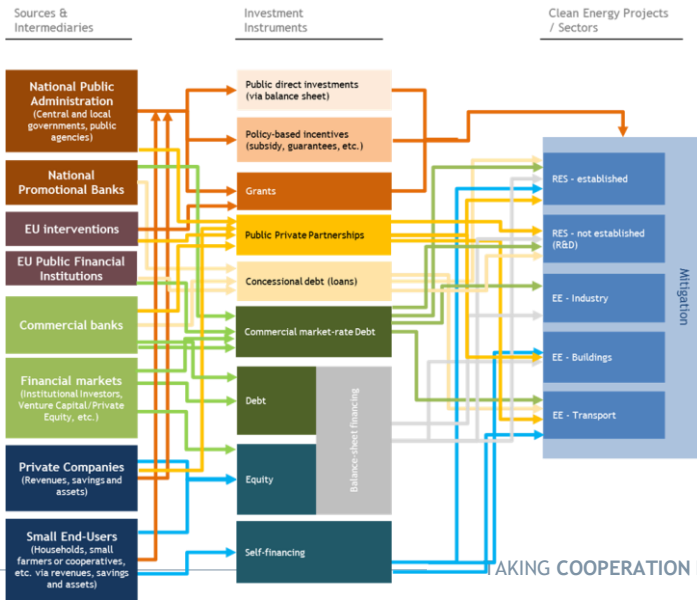 Sources &
Intermediaries
Investment
Instruments
Clean Energy Projects
/ Sectors
National Public
Administration
(Central and local
governments, public
agencies)
National
Promotional Banks
EU interventions
EU Public Financial
Institutions
Commercial banks
Financial markets
(Institutional Investors,
Venture Capital/Private
Equity, etc.)
Private Companies
(Revenues, savings and
assets)
Small End-Users
(Households, small
farmers or cooperatives,
etc. via revenues, savings
and assets)
Public direct investments
(via balance sheet)
Policy-based incentives
(subsidy, guarantees, etc.)
Grants
Public Private Partnerships
Concessional debt (loans)
Commercial market-rate Debt
Debt
Equity
Balance-sheet financing
Self-financing
RES - established
RES - not established
(R&D)
EE - Industry
EE - Buildings
EE - Transport
Mitigation
TAKING COOPERATION